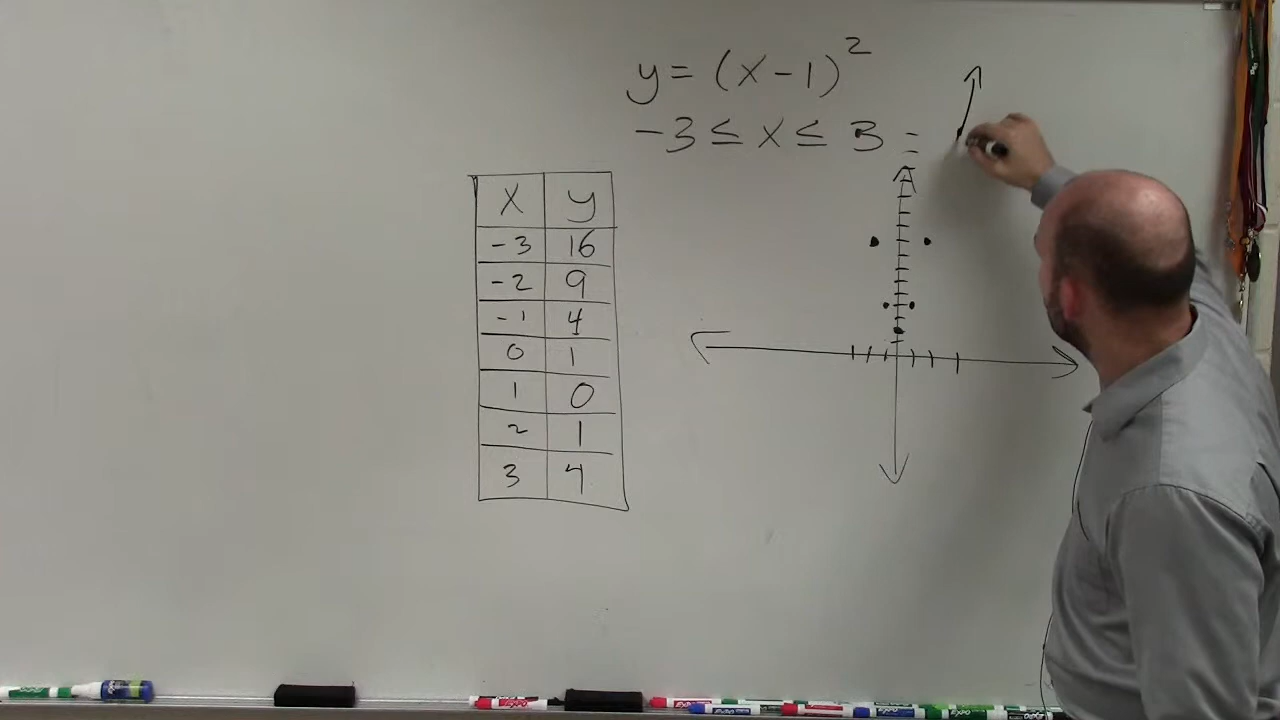 y = (x - 1)²
-3 ≤ x ≤ 3 =
x y
-3 16
-2 9
-1 4
0 1
1 0
2 1
3 4